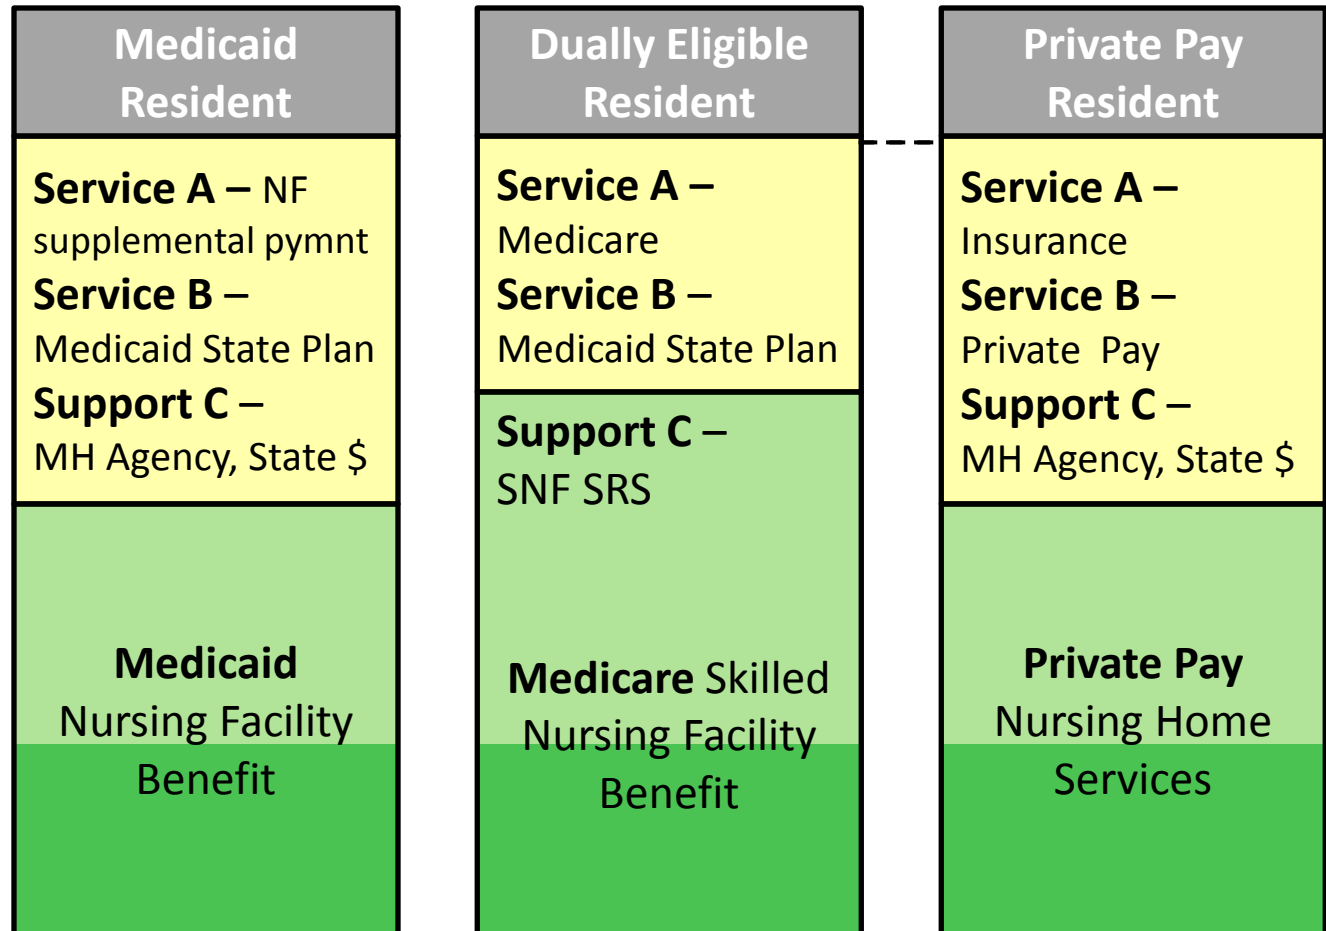 Medicaid
Resident
Service A – NF
supplemental pymnt
Service B –
Medicaid State Plan
Support C –
MH Agency, State $
Medicaid
Nursing Facility
Benefit
Dually Eligible
Resident
Service A –
Medicare
Service B –
Medicaid State Plan
Support C –
SNF SRS
Medicare Skilled
Nursing Facility
Benefit
Private Pay
Resident
Service A –
Insurance
Service B –
Private Pay
Support C –
MH Agency, State $
Private Pay
Nursing Home
Services